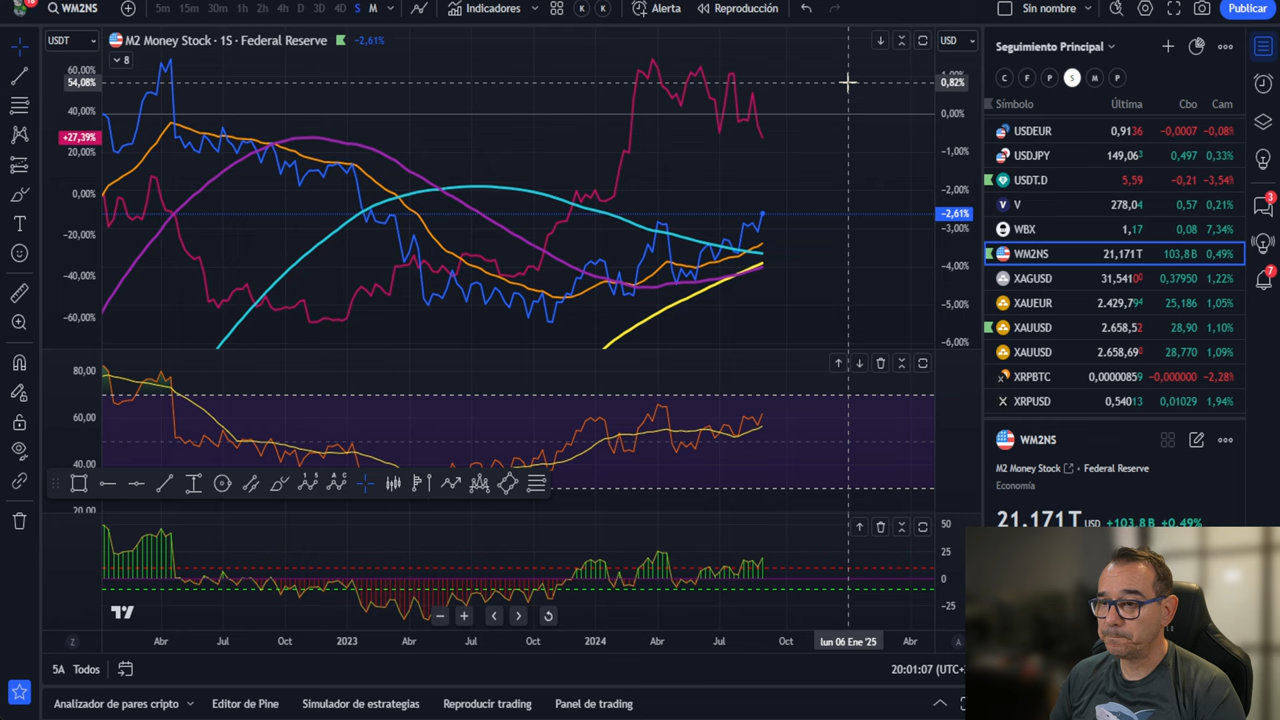 18
WM2NS
5m 15m 30m 1h 2h 4h D 3D 4D S M
Indicadores
K K
Alerta
Reproducción
Sin nombre
Publicar
USDT
M2 Money Stock · 1S · Federal Reserve -2,61%
8
USD
60,00%
54,08%
40,00%
+27,39%
20,00%
0,00%
-20,00%
-40,00%
-60,00%
0,82%
0,00%
-1,00%
-2,00%
-2,61%
-3,00%
-4,00%
-5,00%
-6,00%
80,00
60,00
40,00
20,00
50
25
0
-25
Z Abr Jul Oct 2023 Abr Jul Oct 2024 Abr Jul Oct lun 06 Ene '25 Abr A
5A Todos
20:01:07
Analizador de pares cripto
Editor de Pine
Simulador de estrategias
Reproducir trading
Panel de trading
Seguimiento Principal
C F P S M P
Símbolo Última Cbo Cam
USDEUR 0,9136 -0,0007 -0,08%
USDJPY 149,063 0,497 0,33%
USDT.D 5,59 -0,21 -3,54%
V 278,04 0,57 0,21%
WBX 1,17 0,08 7,34%
WM2NS 21,171T 103,8B 0,49%
XAGUSD 31,5410 0,37950 1,22%
XAUEUR 2.429,794 25,186 1,05%
XAUUSD 2.658,52 28,90 1,10%
XAUUSD 2.658,690 28,770 1,09%
XRPBTC 0,00000859 -0,000000 -2,28%
XRPUSD 0,54013 0,01029 1,94%
WM2NS
M2 Money Stock · Federal Reserve
Economía
21,171T USD +103,8B +0,49%
3
7